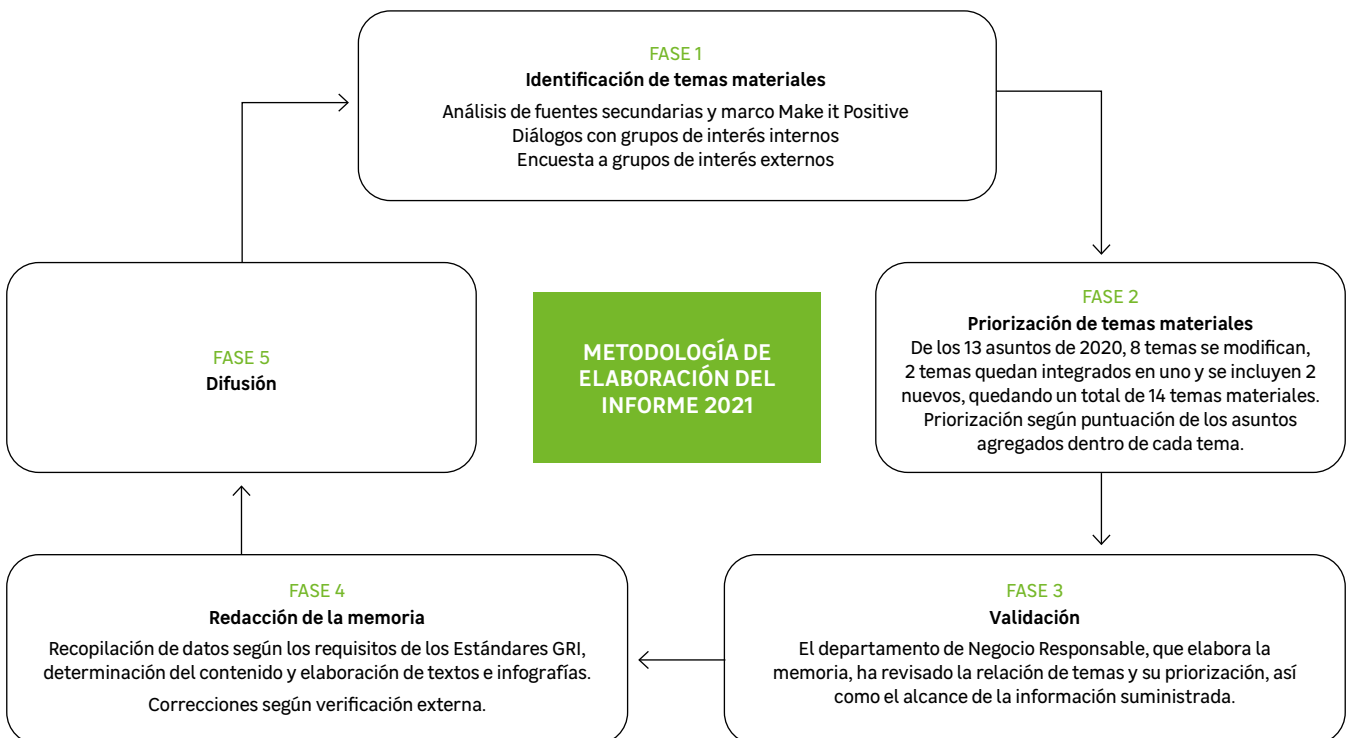 FASE 1
Identificación de temas materiales
Análisis de fuentes secundarias y marco Make it Positive
Diálogos con grupos de interés internos
Encuesta a grupos de interés externos
FASE 2
Priorización de temas materiales
De los 13 asuntos de 2020, 8 temas se modifican,
2 temas quedan integrados en uno y se incluyen 2
nuevos, quedando un total de 14 temas materiales.
Priorización según puntuación de los asuntos
agregados dentro de cada tema.
FASE 3
Validación
El departamento de Negocio Responsable, que elabora la
memoria, ha revisado la relación de temas y su priorización, así
como el alcance de la información suministrada.
FASE 4
Redacción de la memoria
Recopilación de datos según los requisitos de los Estándares GRI,
determinación del contenido y elaboración de textos e infografías.
Correcciones según verificación externa.
FASE 5
Difusión
METODOLOGÍA DE
ELABORACIÓN DEL
INFORME 2021